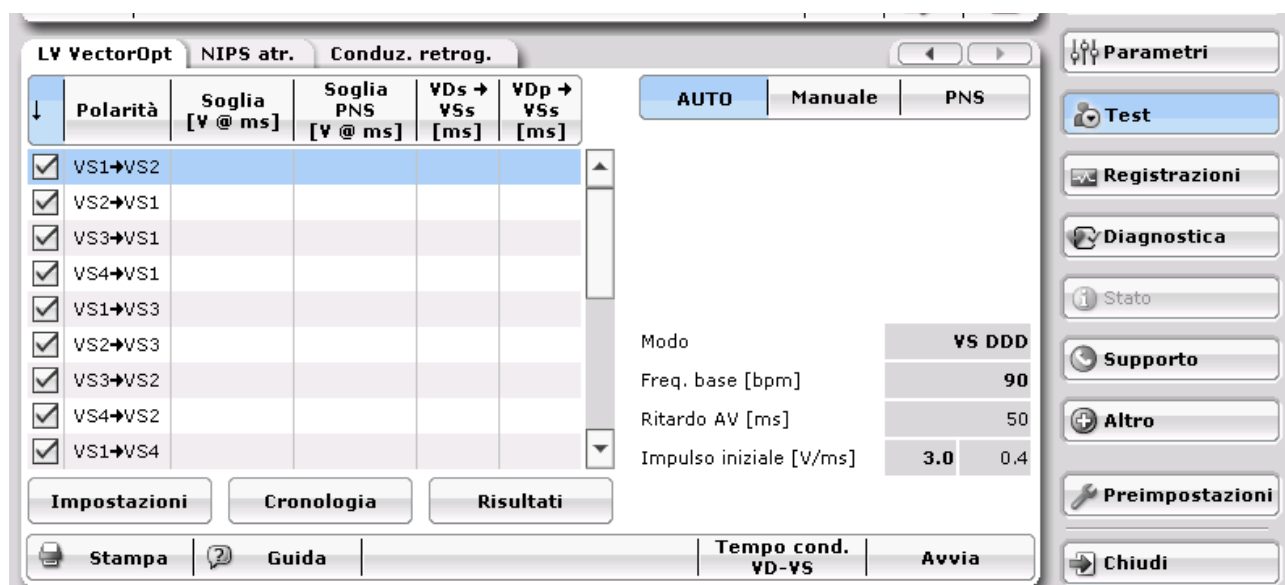 LV VectorOpt
NIPS atr.
Conduz. retrog.
↓
Polarità
Soglia
[V @ ms]
Soglia
PNS
[V @ ms]
VDs →
VSs
[ms]
VDp →
VSs
[ms]
VS1→VS2
VS2→VS1
VS3→VS1
VS4→VS1
VS1→VS3
VS2→VS3
VS3→VS2
VS4→VS2
VS1→VS4
Impostazioni
Cronologia
Risultati
AUTO
Manuale
PNS
Modo VS DDD
Freq. base [bpm] 90
Ritardo AV [ms] 50
Impulso iniziale [V/ms] 3.0 0.4
Stampa
Guida
Tempo cond.
VD-VS
Avvia
Parametri
Test
Registrazioni
Diagnostica
Stato
Supporto
Altro
Preimpostazioni
Chiudi